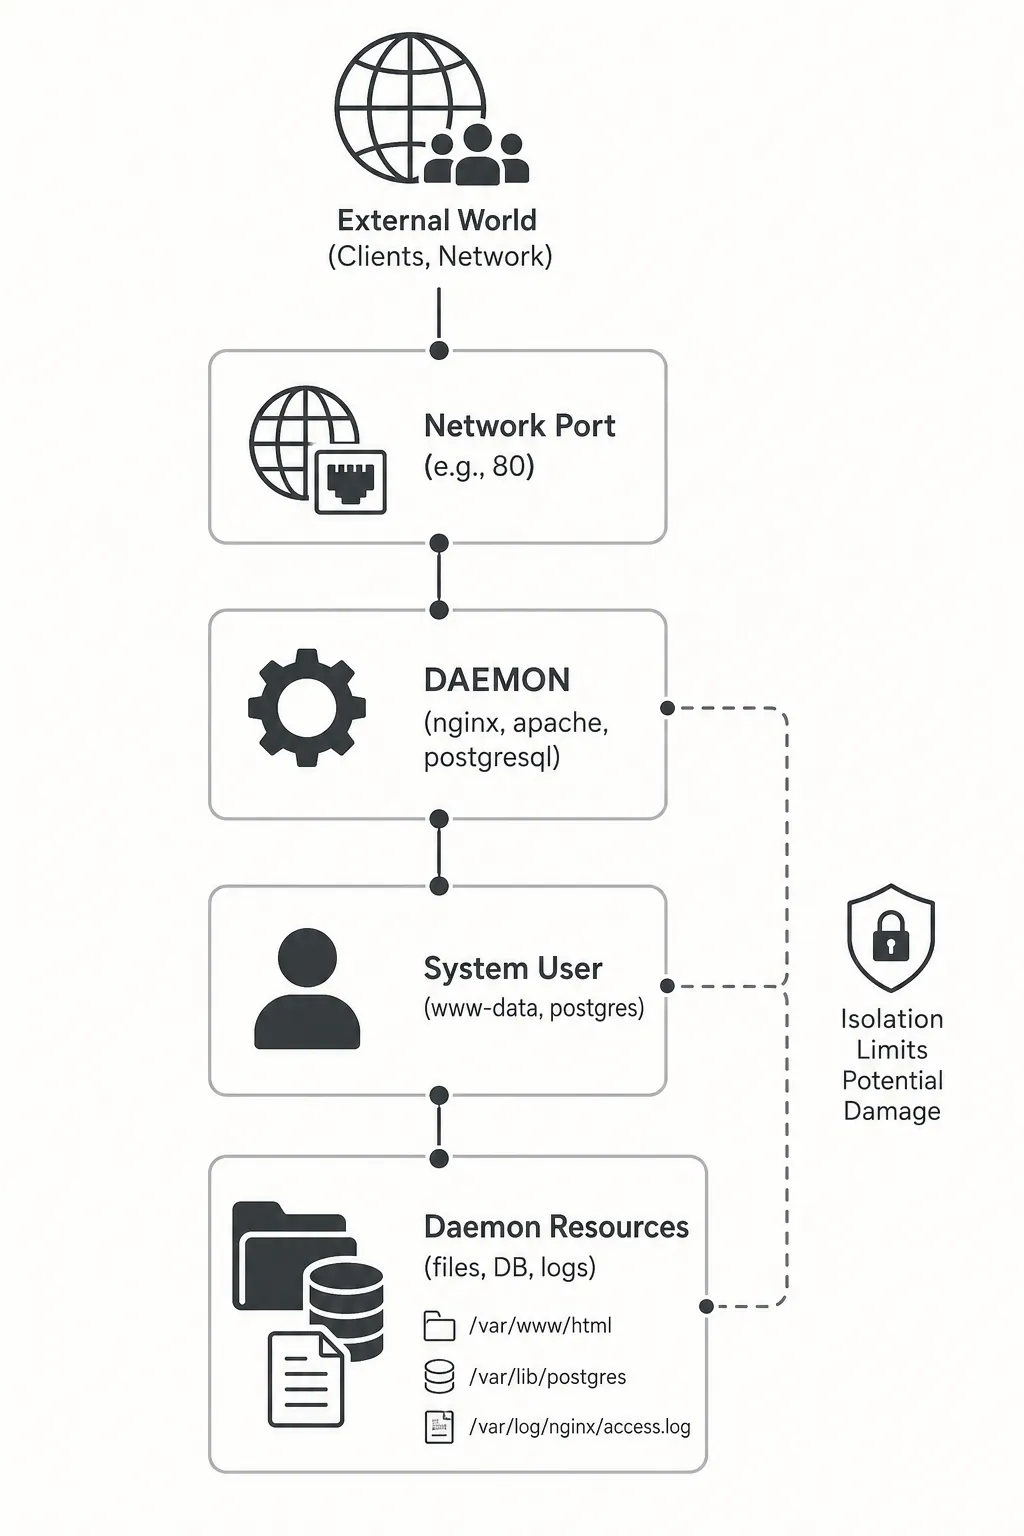 External World
(Clients, Network)
Network Port
(e.g., 80)
DAEMON
(nginx, apache,
postgresql)
System User
(www-data, postgres)
Isolation
Limits
Potential
Damage
Daemon Resources
(files, DB, logs)
/var/www/html
/var/lib/postgres
/var/log/nginx/access.log